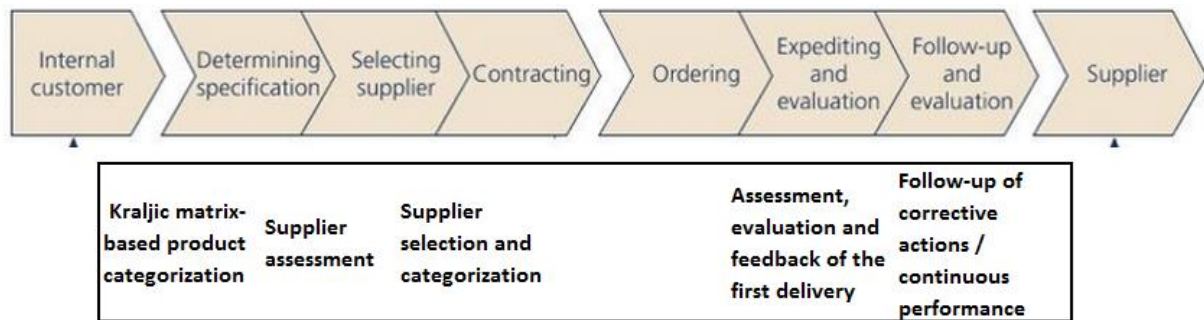 Internal
customer
Determining
specification
Selecting
supplier
Contracting
Ordering
Expediting
and
evaluation
Follow-up
and
evaluation
Supplier
Kraljic matrix-
based product
categorization
Supplier
assessment
Supplier
selection and
categorization
Assessment,
evaluation and
feedback of the
first delivery
Follow-up of
corrective
actions /
continuous
performance